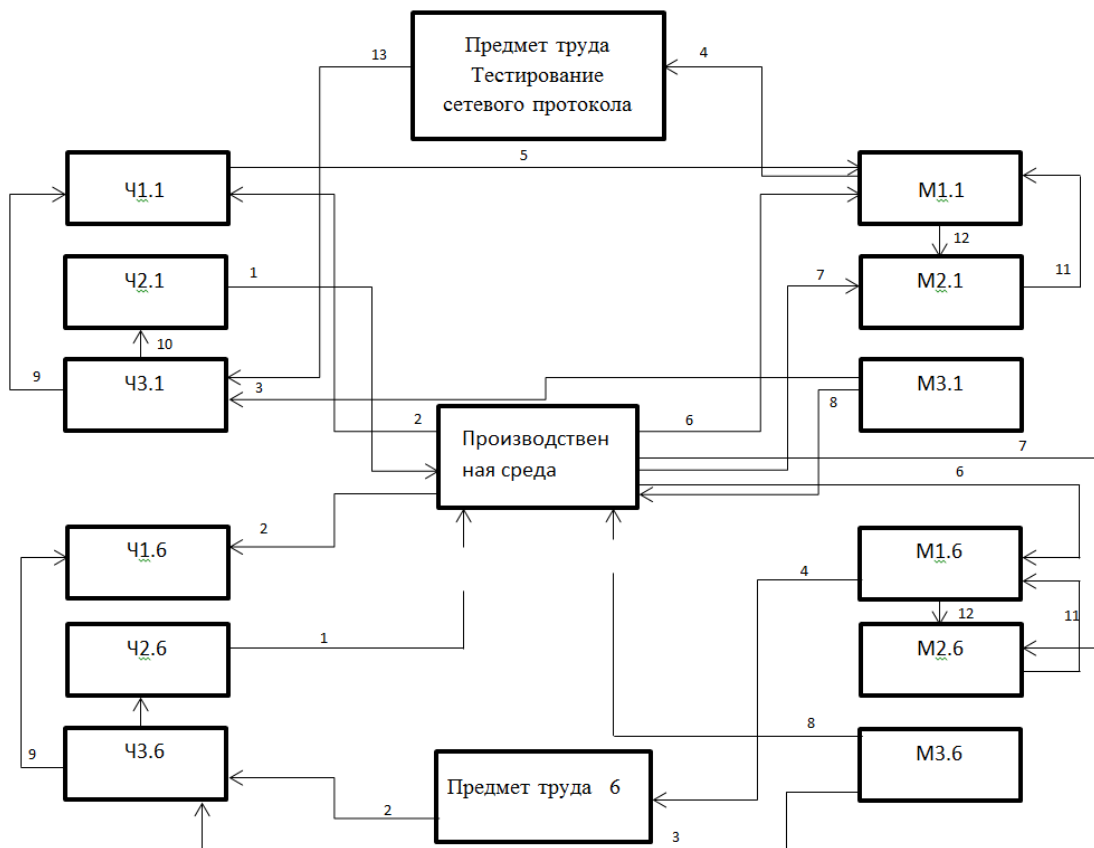 Предмет труда
Тестирование
сетевого протокола
13
4
5
Ч1.1
М1.1
12
Ч2.1
1
7
М2.1
11
10
9
Ч3.1
3
М3.1
8
2
6
Производствен
ная среда
7
6
2
Ч1.6
М1.6
4
12
11
Ч2.6
1
М2.6
8
9
Ч3.6
М3.6
Предмет труда 6
2
3